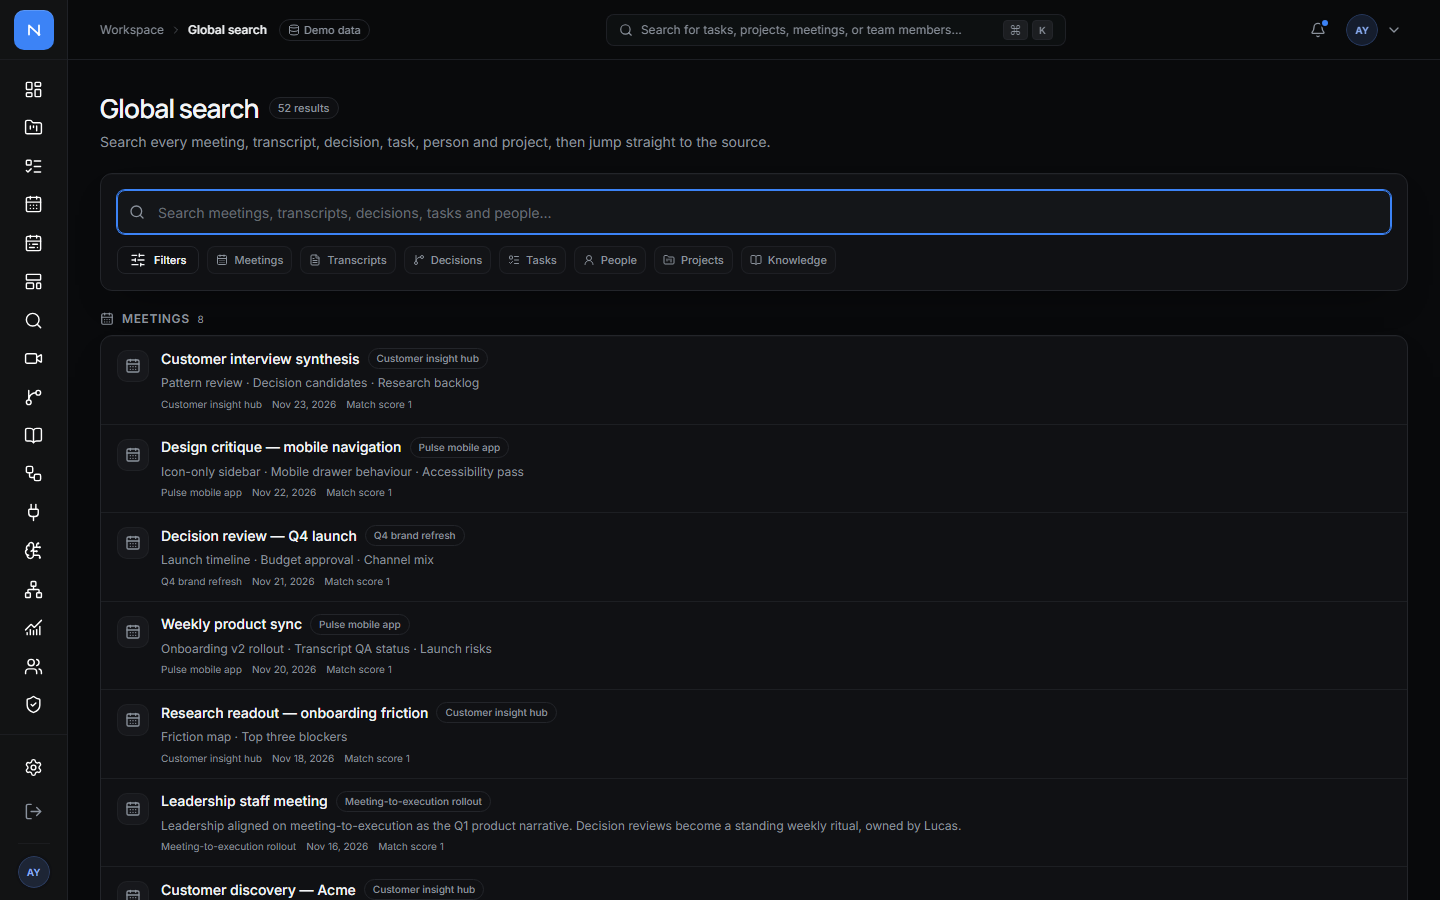 N
Workspace
Global search
Demo data
Search for tasks, projects, meetings, or team members...
⌘ K
AY
Global search
52 results
Search every meeting, transcript, decision, task, person and project, then jump straight to the source.
Search meetings, transcripts, decisions, tasks and people...
Filters
Meetings
Transcripts
Decisions
Tasks
People
Projects
Knowledge
MEETINGS 8
Customer interview synthesis
Customer insight hub
Pattern review · Decision candidates · Research backlog
Customer insight hub Nov 23, 2026 Match score 1
Design critique — mobile navigation
Pulse mobile app
Icon-only sidebar · Mobile drawer behaviour · Accessibility pass
Pulse mobile app Nov 22, 2026 Match score 1
Decision review — Q4 launch
Q4 brand refresh
Launch timeline · Budget approval · Channel mix
Q4 brand refresh Nov 21, 2026 Match score 1
Weekly product sync
Pulse mobile app
Onboarding v2 rollout · Transcript QA status · Launch risks
Pulse mobile app Nov 20, 2026 Match score 1
Research readout — onboarding friction
Customer insight hub
Friction map · Top three blockers
Customer insight hub Nov 18, 2026 Match score 1
Leadership staff meeting
Meeting-to-execution rollout
Leadership aligned on meeting-to-execution as the Q1 product narrative. Decision reviews become a standing weekly ritual, owned by Lucas.
Meeting-to-execution rollout Nov 16, 2026 Match score 1
Customer discovery — Acme
Customer insight hub
AY